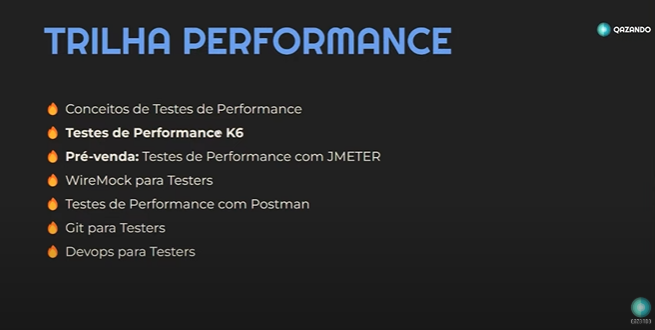 TRILHA PERFORMANCE
QAZANDO
Conceitos de Testes de Performance
Testes de Performance K6
Pré-venda: Testes de Performance com JMETER
WireMock para Testers
Testes de Performance com Postman
Git para Testers
Devops para Testers